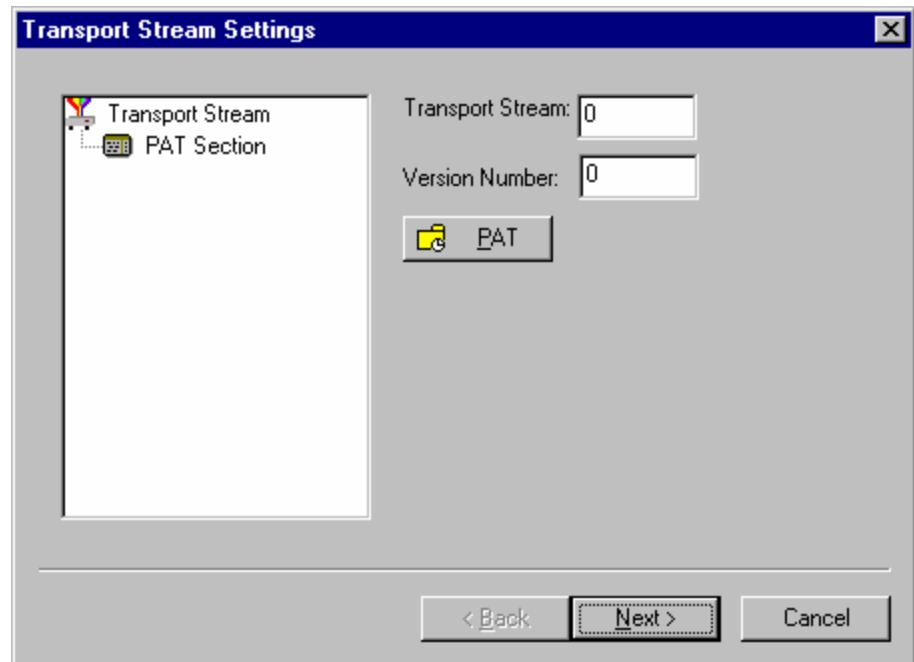 Transport Stream Settings
Transport Stream
PAT Section
Transport Stream: 0
Version Number: 0
PAT
< Back
Next >
Cancel